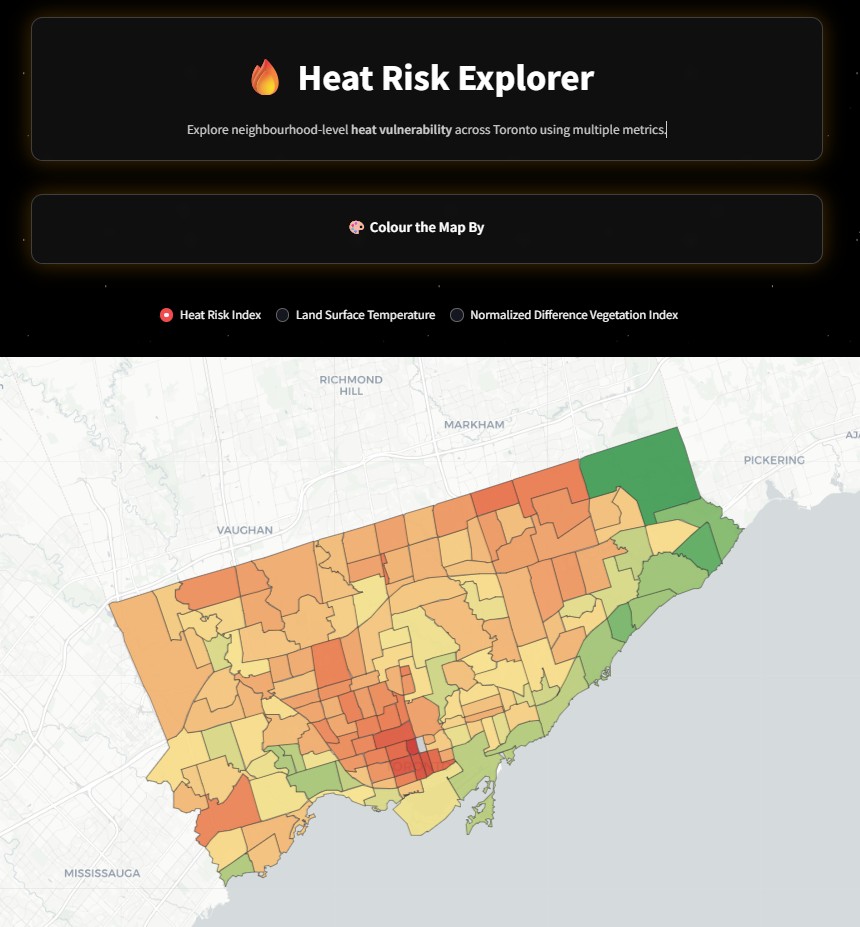 Heat Risk Explorer
Explore neighbourhood-level heat vulnerability across Toronto using multiple metrics.
Colour the Map By
Heat Risk Index
Land Surface Temperature
Normalized Difference Vegetation Index
RICHMOND
HILL
MARKHAM
AJ
PICKERING
VAUGHAN
MISSISSAUGA